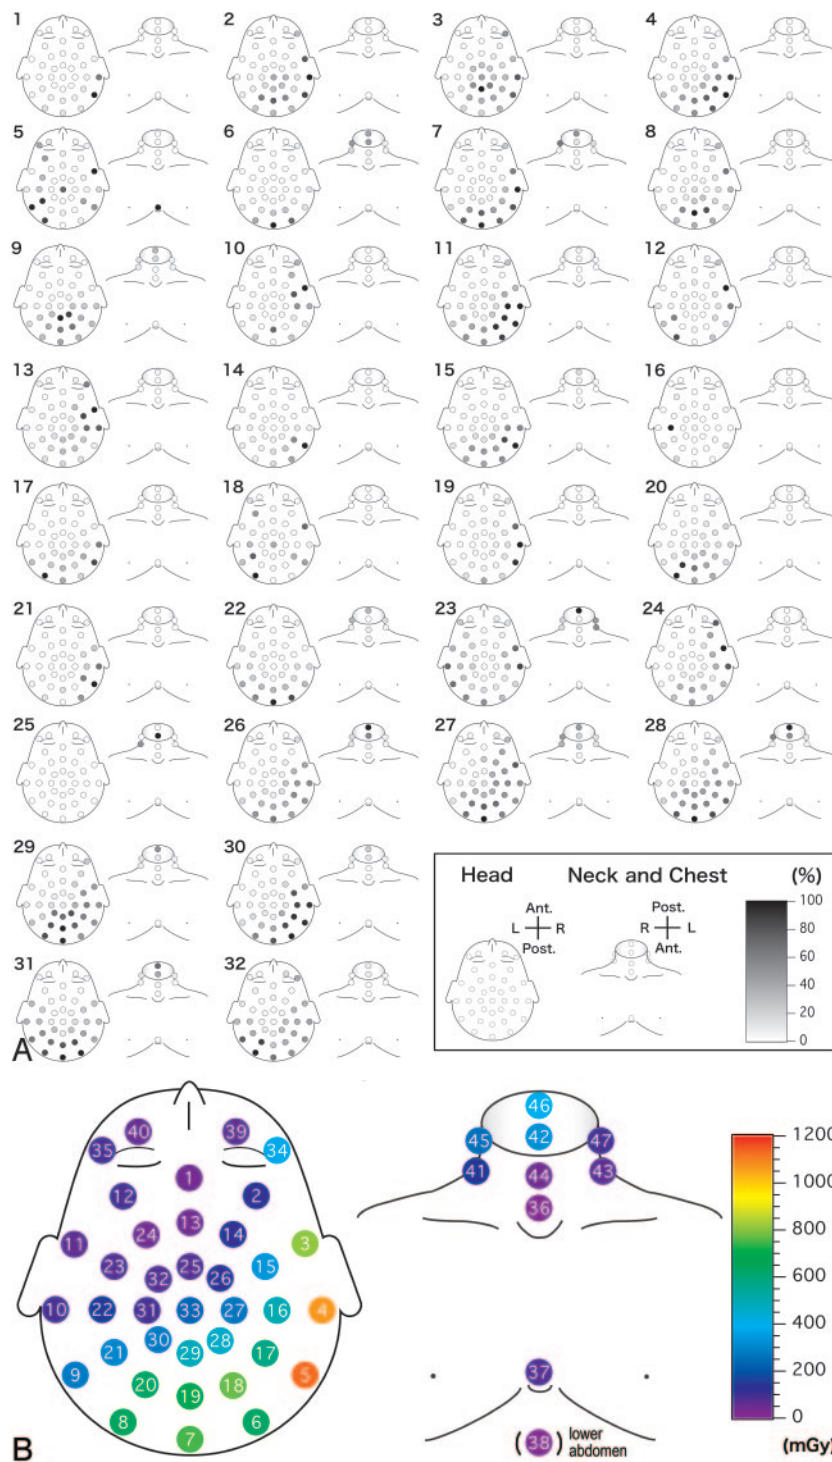 1 2 3 4
5 6 7 8
9 10 11 12
13 14 15 16
17 18 19 20
21 22 23 24
25 26 27 28
29 30
31 32
Head Neck and Chest (%)
Ant. L R Post.
Post. R L Ant.
100
80
60
40
20
0
A
40 39
35 34
1
12 2
13
24 14
11 3
23 25 15
32 26
10 22 31 33 27 16 4
30 28
21 29 17
9 5
20 18
19
8 6
7
46
45 42 47
41 44 43
36
37
(38) lower
abdomen
1200
1000
800
600
400
200
0
(mGy)
B